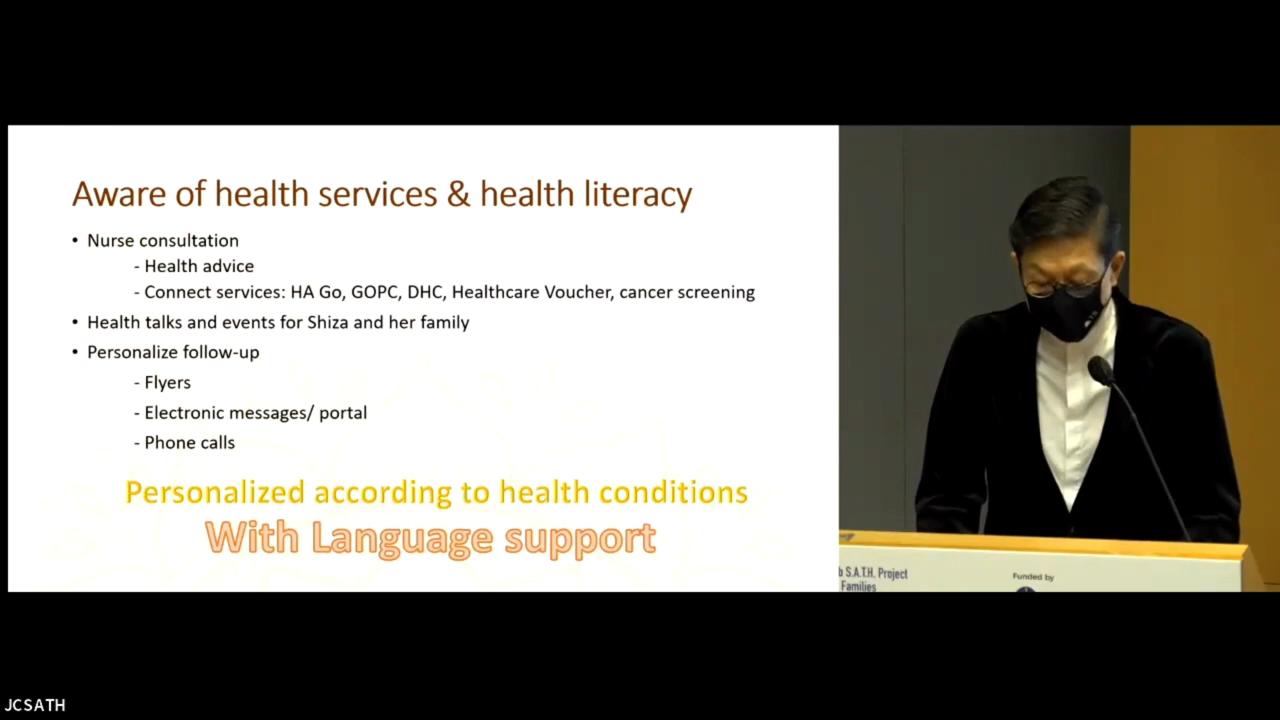 Aware of health services & health literacy
• Nurse consultation
- Health advice
- Connect services: HA Go, GOPC, DHC, Healthcare Voucher, cancer screening
• Health talks and events for Shiza and her family
• Personalize follow-up
- Flyers
- Electronic messages/ portal
- Phone calls
Personalized according to health conditions
With Language support
b S.A.T.H. Project
Families
Funded by
JCSATH